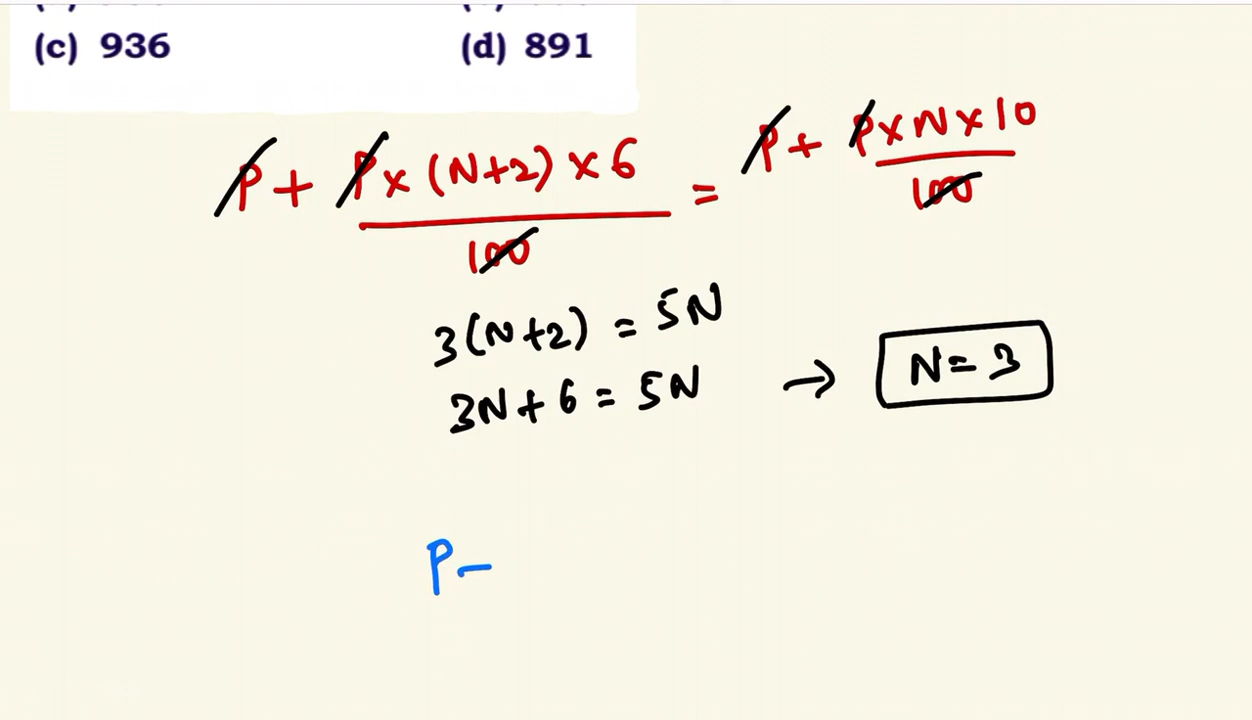 (c) 936 (d) 891
P + P x (N+2) x 6 / 100 = P + P x N x 10 / 100
3(N+2) = 5N
3N + 6 = 5N → N = 3
P -